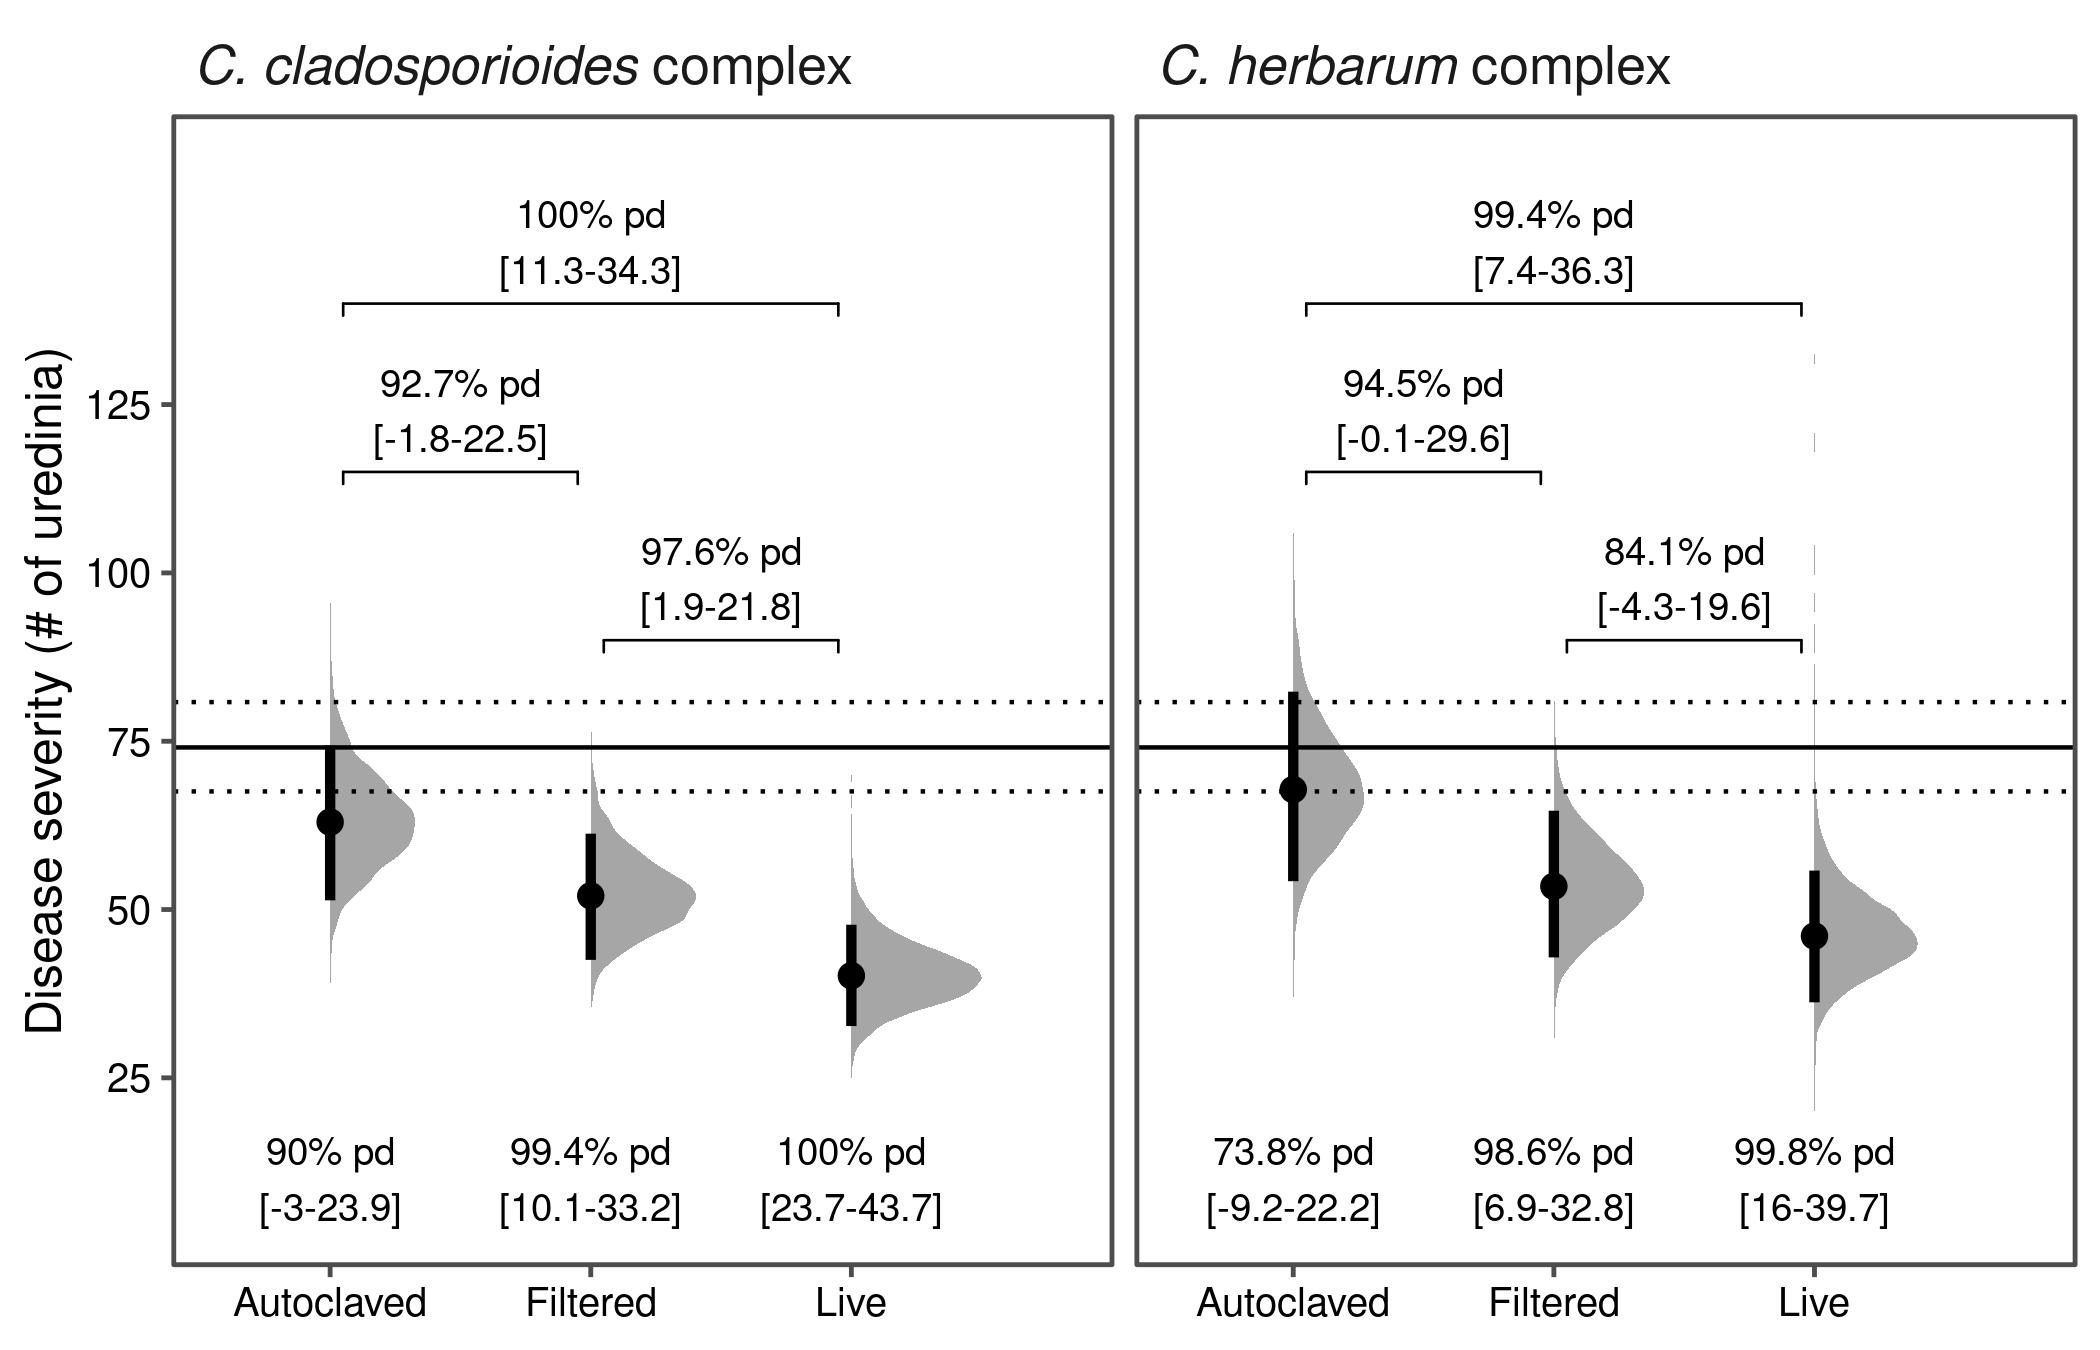 C. cladosporioides complex
100% pd
[11.3-34.3]
92.7% pd
[-1.8-22.5]
97.6% pd
[1.9-21.8]
90% pd
[-3-23.9]
99.4% pd
[10.1-33.2]
100% pd
[23.7-43.7]
Autoclaved
Filtered
Live
C. herbarum complex
99.4% pd
[7.4-36.3]
94.5% pd
[-0.1-29.6]
84.1% pd
[-4.3-19.6]
73.8% pd
[-9.2-22.2]
98.6% pd
[6.9-32.8]
99.8% pd
[16-39.7]
Autoclaved
Filtered
Live
Disease severity (# of uredinia)
125
100
75
50
25